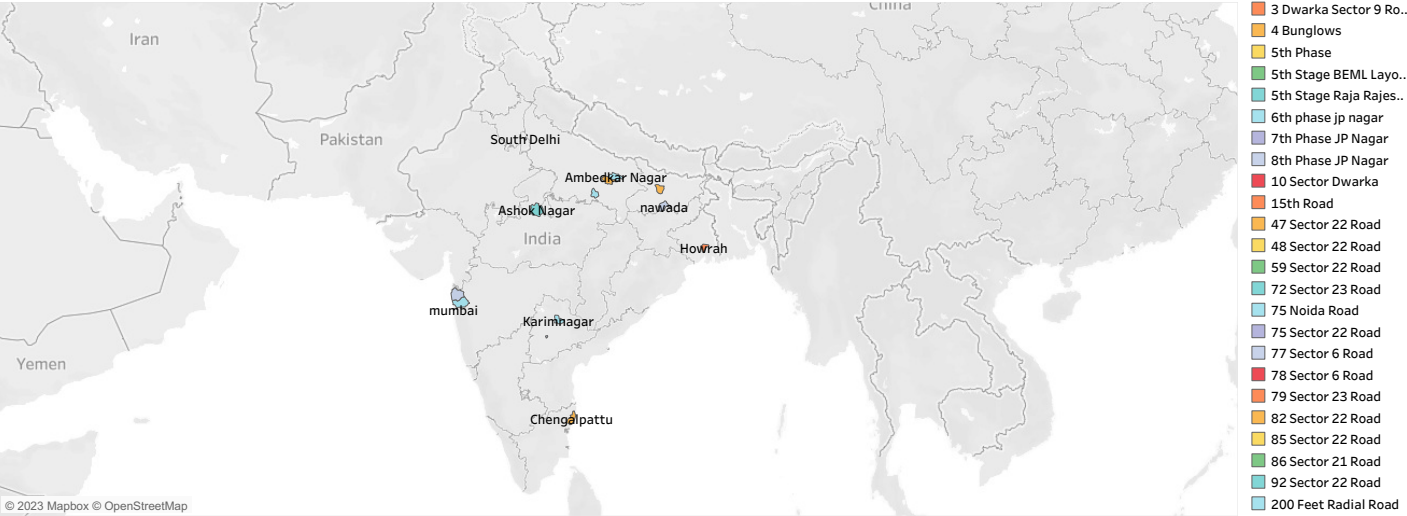 China
Iran
Pakistan
South Delhi
Ambedkar Nagar
nawada
Ashok Nagar
India
Howrah
mumbai
Karimnagar
Yemen
Chengalpattu
© 2023 Mapbox © OpenStreetMap
3 Dwarka Sector 9 Ro..
4 Bunglows
5th Phase
5th Stage BEML Layo..
5th Stage Raja Rajes..
6th phase jp nagar
7th Phase JP Nagar
8th Phase JP Nagar
10 Sector Dwarka
15th Road
47 Sector 22 Road
48 Sector 22 Road
59 Sector 22 Road
72 Sector 23 Road
75 Noida Road
75 Sector 22 Road
77 Sector 6 Road
78 Sector 6 Road
79 Sector 23 Road
82 Sector 22 Road
85 Sector 22 Road
86 Sector 21 Road
92 Sector 22 Road
200 Feet Radial Road